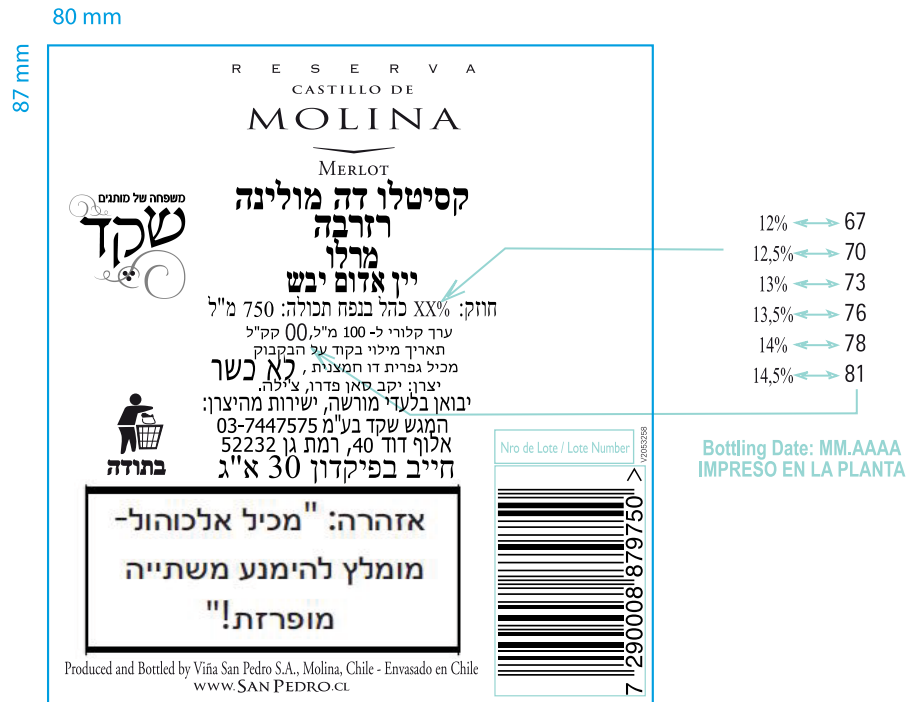 80 mm
87 mm
RESERVA
CASTILLO DE
MOLINA
MERLOT
משפחה של מותגים
שקד
קסיטלו דה מולינה
רזרבה
מרלו
יין אדום יבש
חוזק: XX% כהל בנפח תכולה: 750 מ"ל
ערך קלורי ל- 100 מ"ל, 00 קק"ל
תאריך מילוי בקוד על הבקבוק
מכיל גפרית דו חמצנית , לא כשר
יצרן: יקב סאן פדרו, צ'ילה.
יבואן בלעדי מורשה, ישירות מהיצרן:
המגש שקד בע"מ 03-7447575
אלוף דוד 40, רמת גן 52232
חייב בפיקדון 30 א"ג
בתודה
אזהרה: "מכיל אלכוהול-
מומלץ להימנע משתייה
מופרזת!"
Produced and Bottled by Viña San Pedro S.A., Molina, Chile - Envasado en Chile
WWW.SAN PEDRO.CL
Nro de Lote / Lote Number
V2053258
7 290008 879750 >
12% 67
12,5% 70
13% 73
13,5% 76
14% 78
14,5% 81
Bottling Date: MM.AAAA
IMPRESO EN LA PLANTA